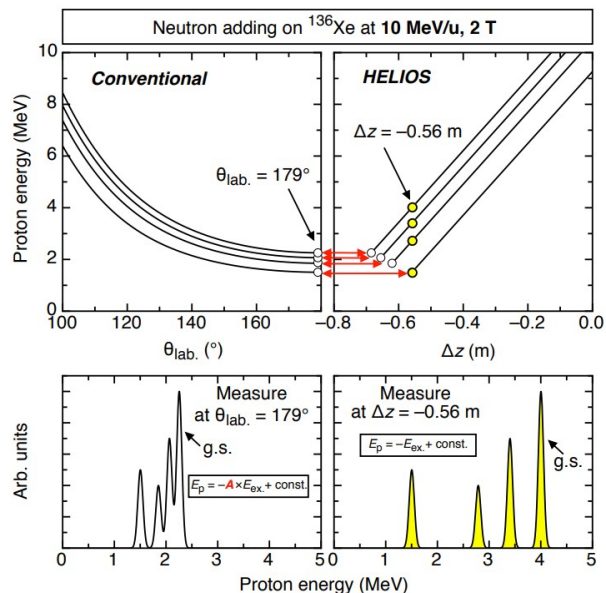 Neutron adding on ¹³⁶Xe at 10 MeV/u, 2 T
Conventional
HELIOS
Proton energy (MeV)
10
8
6
4
2
0
θlab. = 179°
Δz = –0.56 m
100
120
140
160
–0.8
–0.6
–0.4
–0.2
0.0
θlab. (°)
Δz (m)
Arb. units
Measure
at θlab. = 179°
g.s.
Ep = –A×Eex.+ const.
Measure
at Δz = –0.56 m
Ep = –Eex.+ const.
g.s.
0
1
2
3
4
5
0
1
2
3
4
5
Proton energy (MeV)